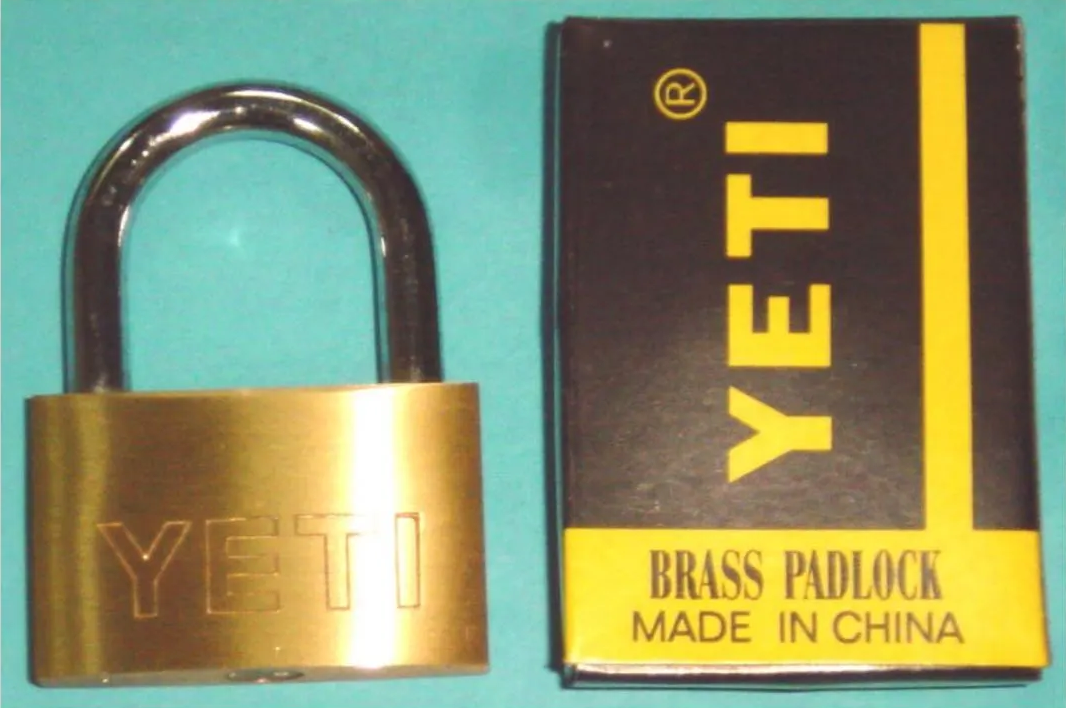 YETI
YETI®
BRASS PADLOCK
MADE IN CHINA